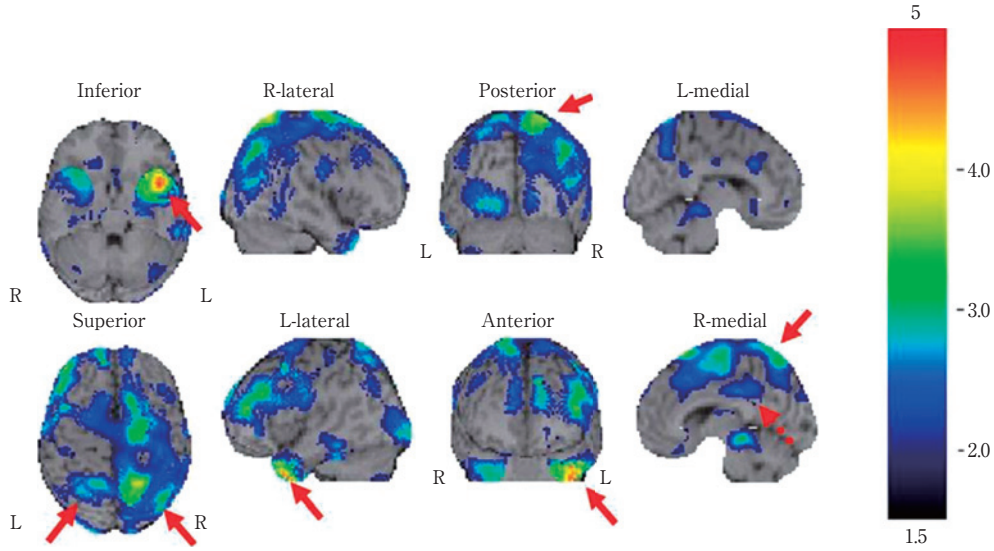 5
Inferior
R-lateral
Posterior
L-medial
4.0
L
R
R
L
3.0
Superior
L-lateral
Anterior
R-medial
2.0
R
L
L
R
1.5